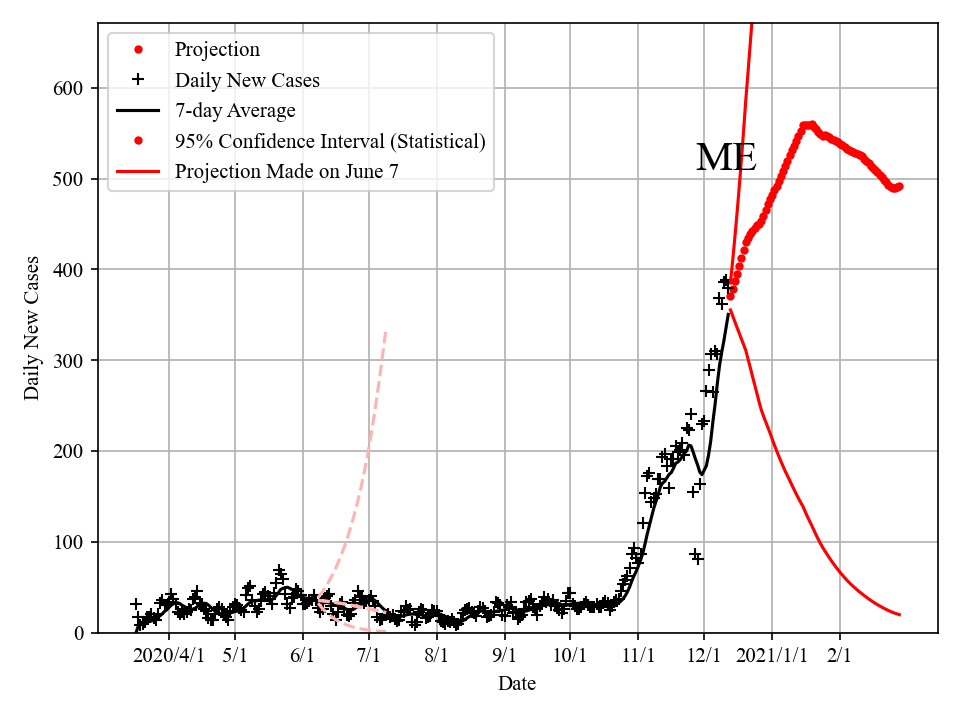 Projection
Daily New Cases
7-day Average
95% Confidence Interval (Statistical)
Projection Made on June 7
ME
600
500
400
300
200
100
0
Daily New Cases
2020/4/1 5/1 6/1 7/1 8/1 9/1 10/1 11/1 12/1 2021/1/1 2/1
Date